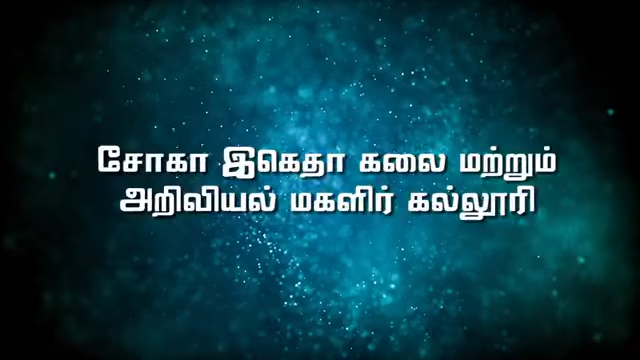 சோகா இகெதா கலை மற்றும்
அறிவியல் மகளிர் கல்லூரி